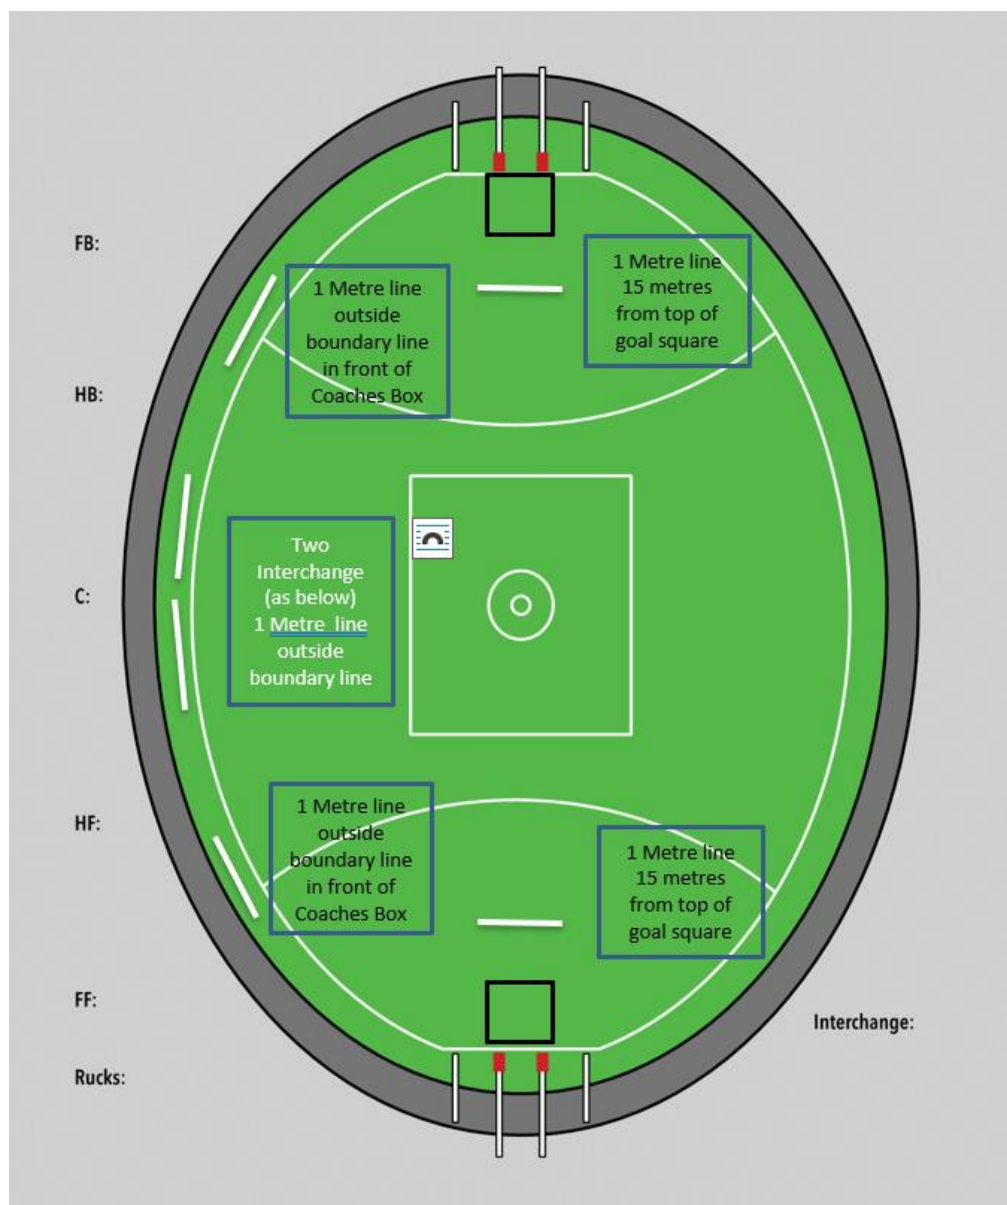 FB:
1 Metre line
outside
boundary line
in front of
Coaches Box
1 Metre line
15 metres
from top of
goal square
HB:
Two
Interchange
(as below)
1 Metre  line
outside
boundary line
C:
HF:
1 Metre line
outside
boundary line
in front of
Coaches Box
1 Metre line
15 metres
from top of
goal square
FF:
Interchange:
Rucks: